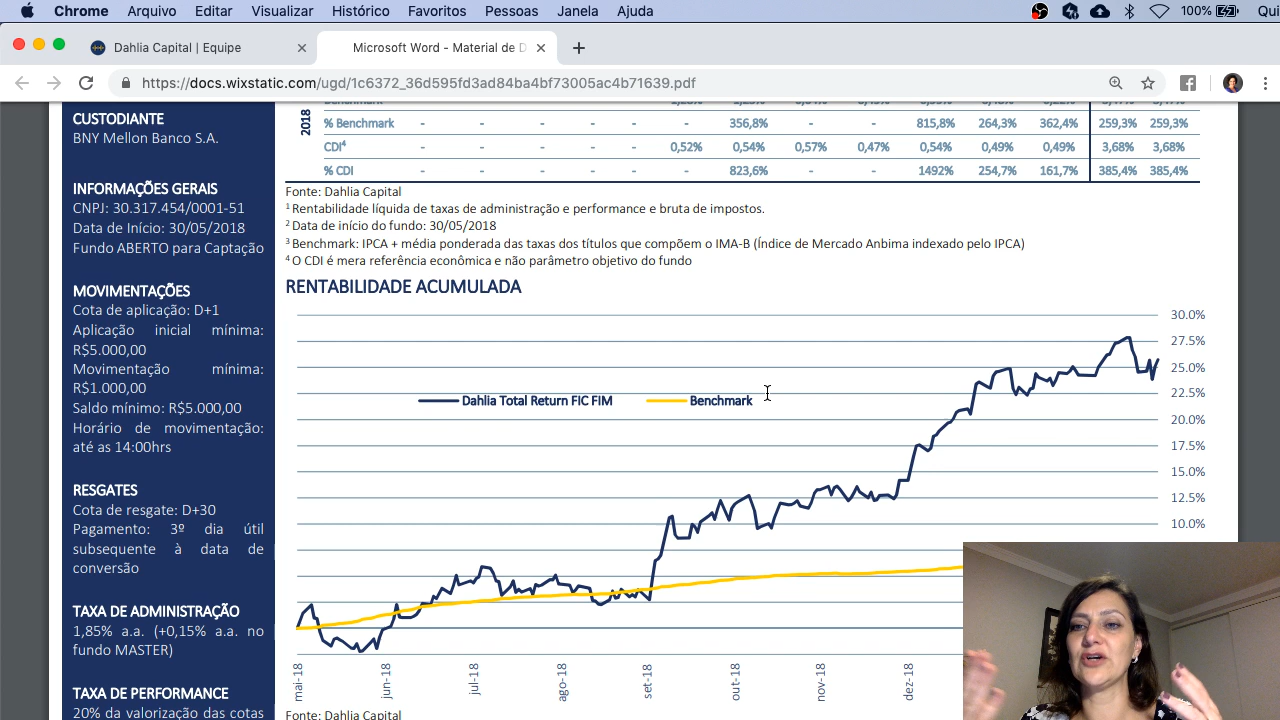 Chrome Arquivo Editar Visualizar Histórico Favoritos Pessoas Janela Ajuda 100% Qui
Dahlia Capital | Equipe
Microsoft Word - Material de D
https://docs.wixstatic.com/ugd/1c6372_36d595fd3ad84ba4bf73005ac4b71639.pdf
CUSTODIANTE
BNY Mellon Banco S.A.
INFORMAÇÕES GERAIS
CNPJ: 30.317.454/0001-51
Data de Início: 30/05/2018
Fundo ABERTO para Captação
MOVIMENTAÇÕES
Cota de aplicação: D+1
Aplicação inicial mínima:
R$5.000,00
Movimentação mínima:
R$1.000,00
Saldo mínimo: R$5.000,00
Horário de movimentação:
até as 14:00hrs
RESGATES
Cota de resgate: D+30
Pagamento: 3º dia útil
subsequente à data de
conversão
TAXA DE ADMINISTRAÇÃO
1,85% a.a. (+0,15% a.a. no
fundo MASTER)
TAXA DE PERFORMANCE
20% da valorização das cotas
2018
% Benchmark - - - - - 356,8% - - 815,8% 264,3% 362,4% 259,3% 259,3%
CDI⁴ - - - - - 0,52% 0,54% 0,57% 0,47% 0,54% 0,49% 0,49% 3,68% 3,68%
% CDI - - - - - - 823,6% - - 1492% 254,7% 161,7% 385,4% 385,4%
Fonte: Dahlia Capital
¹ Rentabilidade líquida de taxas de administração e performance e bruta de impostos.
² Data de início do fundo: 30/05/2018
³ Benchmark: IPCA + média ponderada das taxas dos títulos que compõem o IMA-B (Índice de Mercado Anbima indexado pelo IPCA)
⁴ O CDI é mera referência econômica e não parâmetro objetivo do fundo
RENTABILIDADE ACUMULADA
Dahlia Total Return FIC FIM Benchmark
30.0%
27.5%
25.0%
22.5%
20.0%
17.5%
15.0%
12.5%
10.0%
mai-18 jun-18 jul-18 ago-18 set-18 out-18 nov-18 dez-18
Fonte: Dahlia Capital